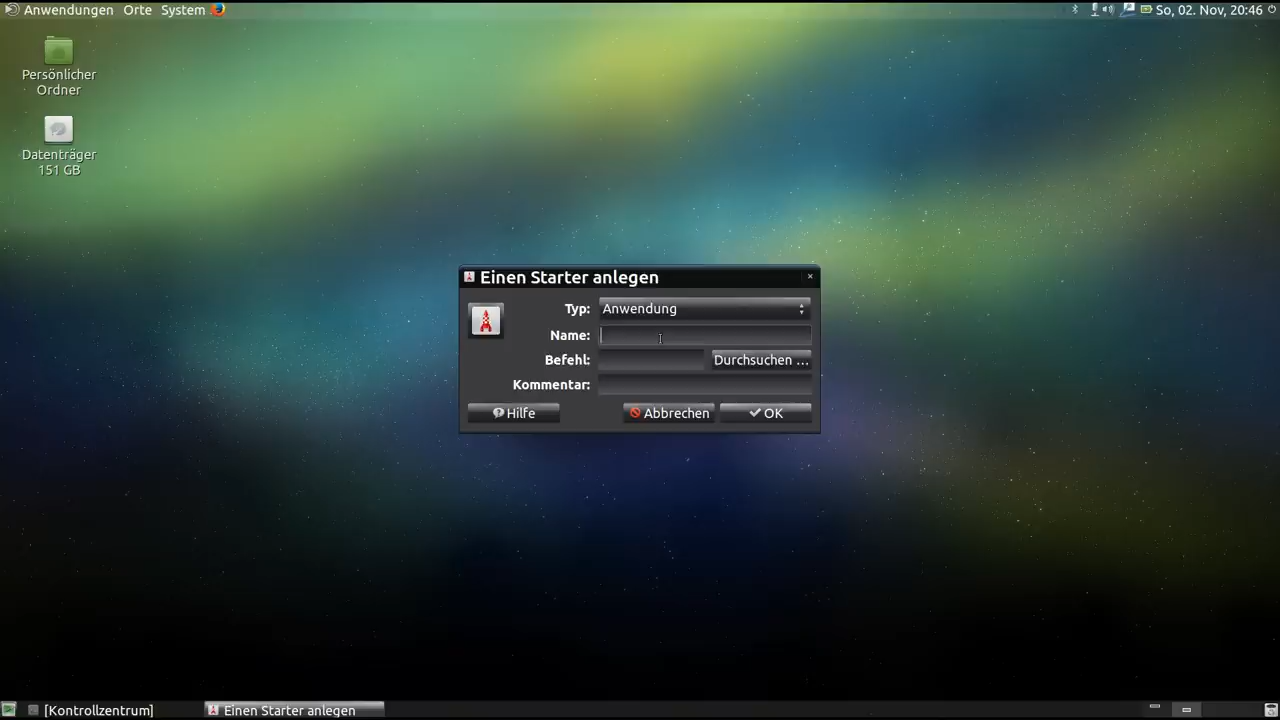 Anwendungen Orte System So, 02. Nov, 20:46
Persönlicher
Ordner
Datenträger
151 GB
Einen Starter anlegen
Typ: Anwendung
Name:
Befehl: Durchsuchen ...
Kommentar:
Hilfe Abbrechen OK
[Kontrollzentrum] Einen Starter anlegen